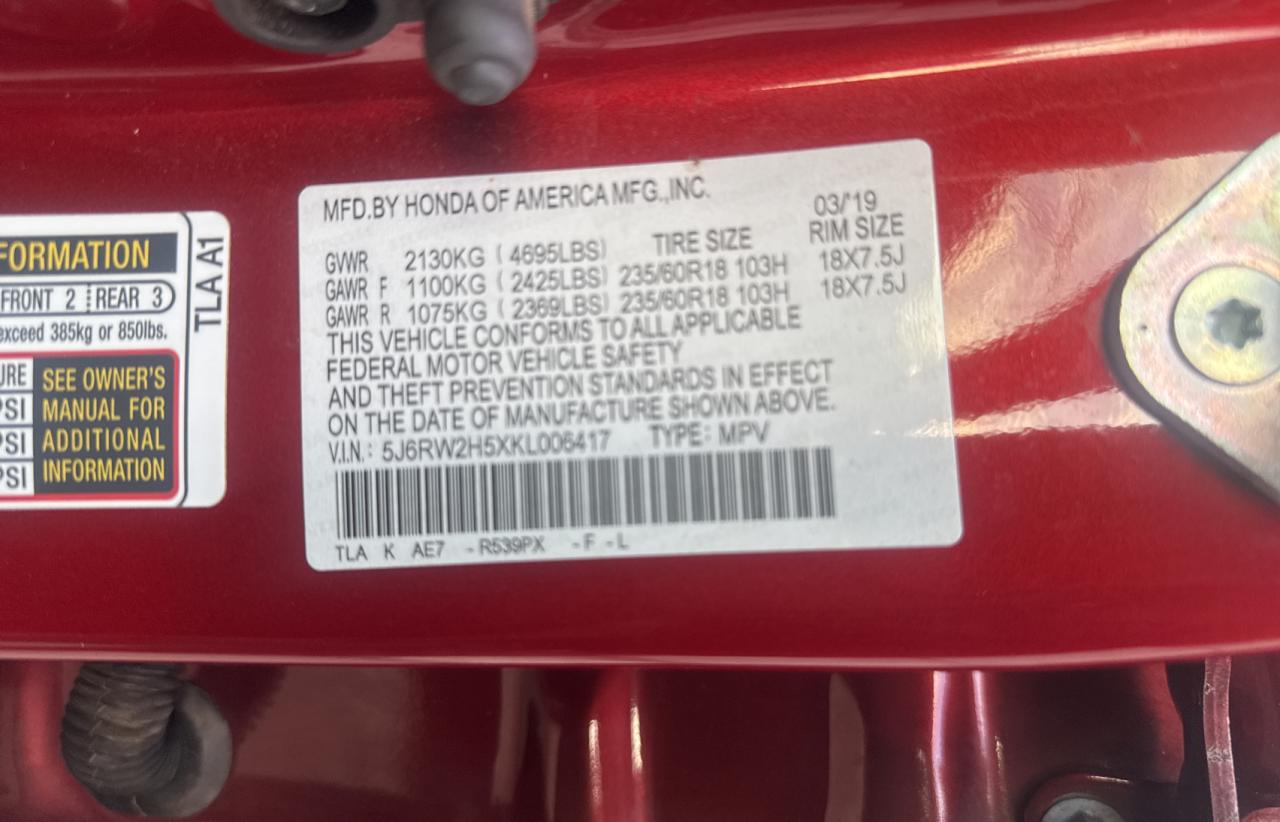 FORMATION
FRONT 2 REAR 3
exceed 385kg or 850lbs.
URE
PSI
PSI
PSI
SEE OWNER'S
MANUAL FOR
ADDITIONAL
INFORMATION
TLA A1
MFD.BY HONDA OF AMERICA MFG.,INC. 03/'19
TIRE SIZE RIM SIZE
GVWR 2130KG ( 4695LBS)
GAWR F 1100KG ( 2425LBS) 235/60R18 103H 18X7.5J
GAWR R 1075KG ( 2369LBS) 235/60R18 103H 18X7.5J
THIS VEHICLE CONFORMS TO ALL APPLICABLE
FEDERAL MOTOR VEHICLE SAFETY
AND THEFT PREVENTION STANDARDS IN EFFECT
ON THE DATE OF MANUFACTURE SHOWN ABOVE.
V.I.N.: 5J6RW2H5XKL006417 TYPE: MPV
TLA K AE7 -R539PX -F -L